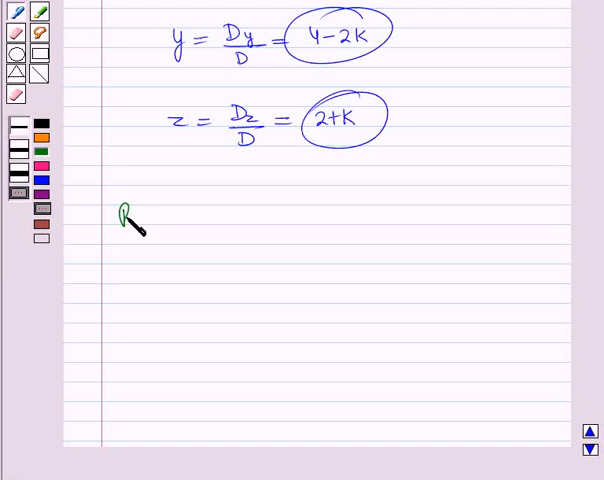 y = Dy/D = 4-2K
z = Dz/D = 2+K